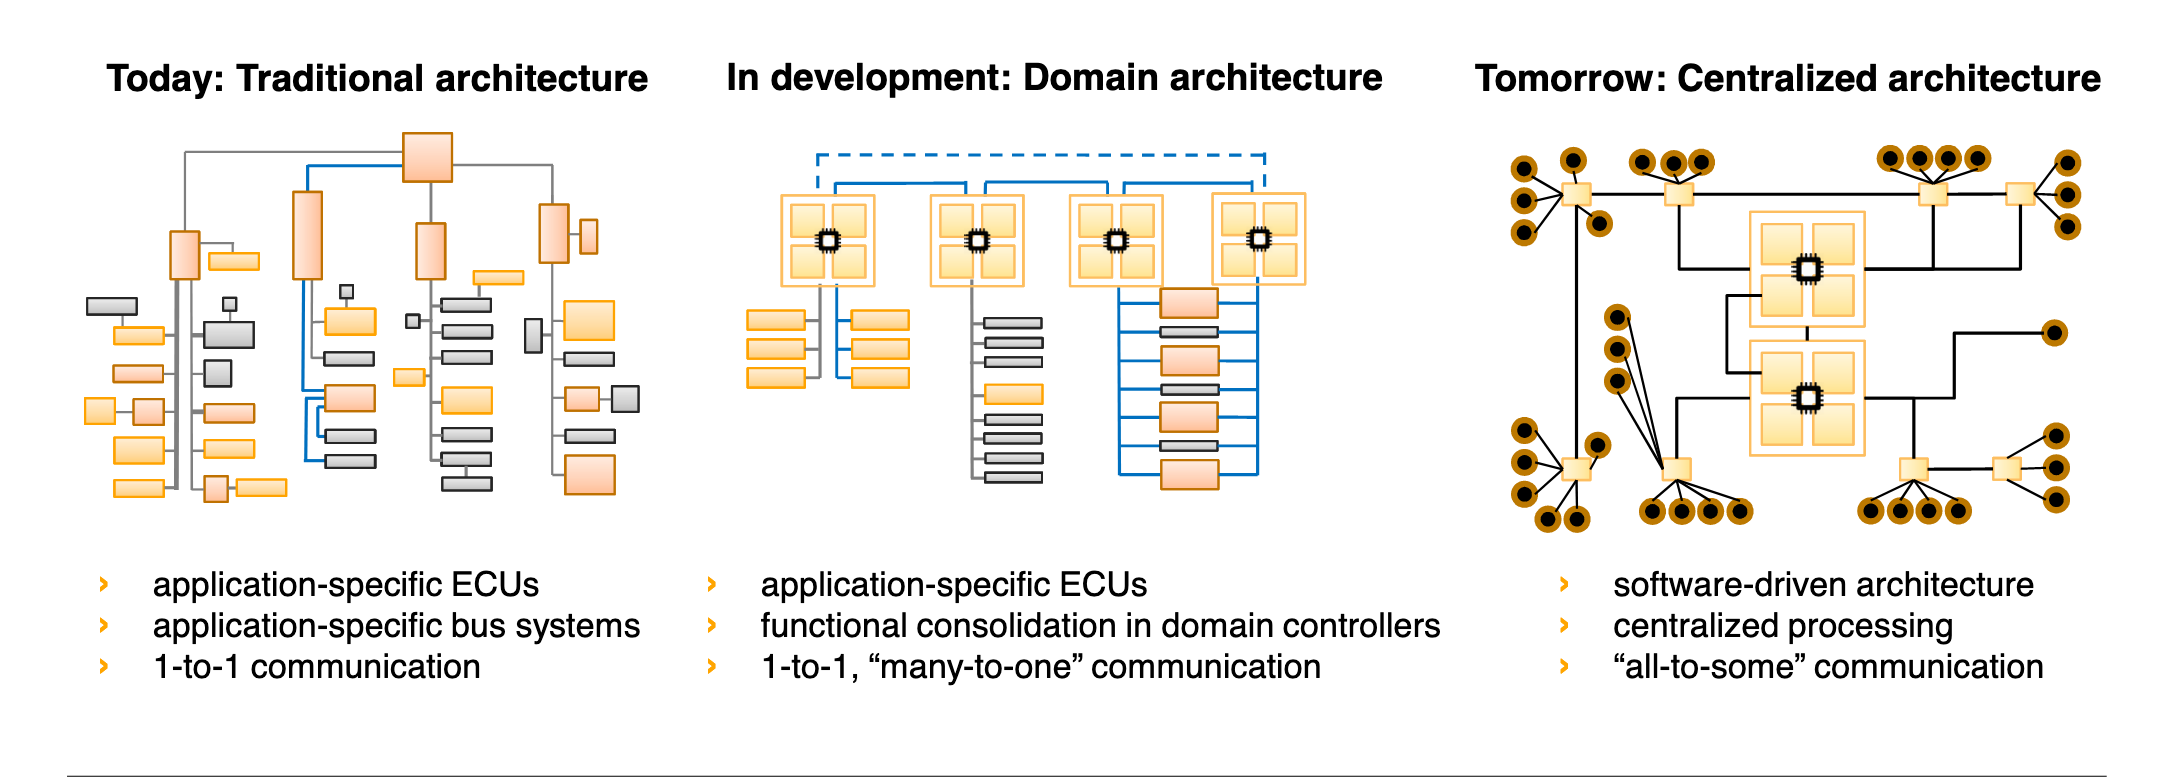 Today: Traditional architecture
In development: Domain architecture
Tomorrow: Centralized architecture
› application-specific ECUs
› application-specific bus systems
› 1-to-1 communication
› application-specific ECUs
› functional consolidation in domain controllers
› 1-to-1, “many-to-one” communication
› software-driven architecture
› centralized processing
› “all-to-some” communication